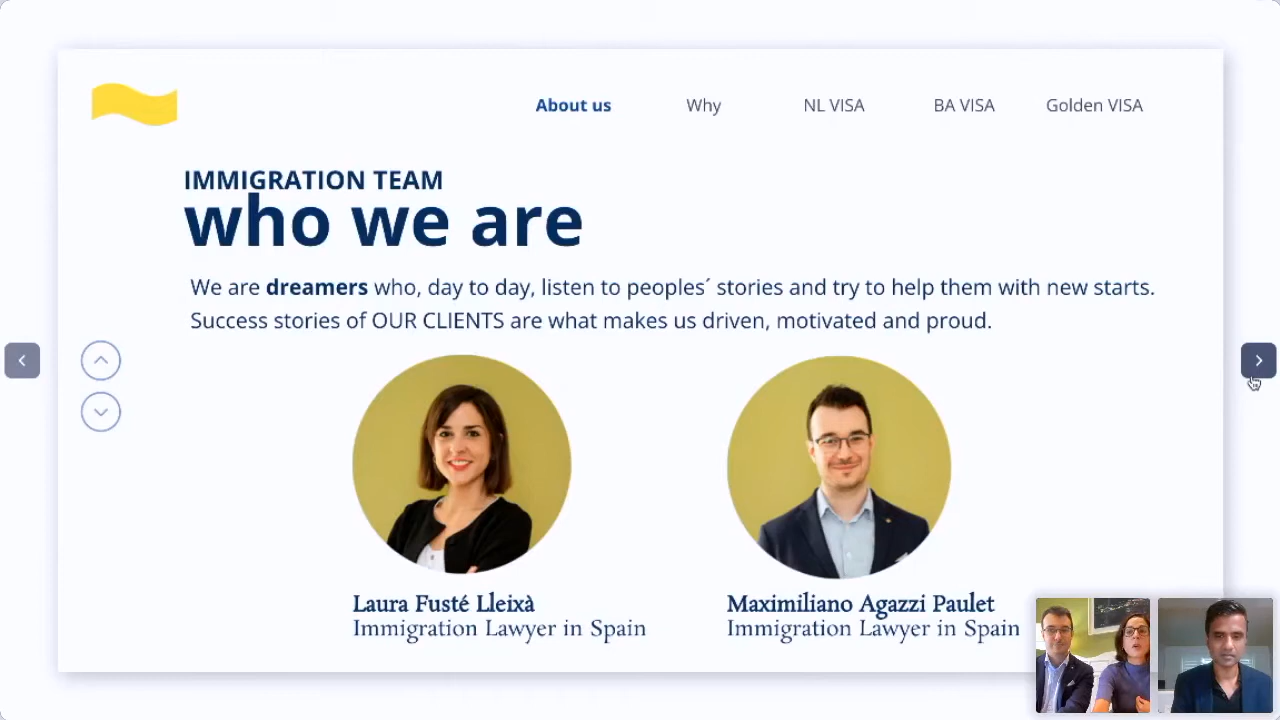 About us
Why
NL VISA
BA VISA
Golden VISA
IMMIGRATION TEAM
who we are
We are dreamers who, day to day, listen to peoples´ stories and try to help them with new starts.
Success stories of OUR CLIENTS are what makes us driven, motivated and proud.
Laura Fusté Lleixà
Immigration Lawyer in Spain
Maximiliano Agazzi Paulet
Immigration Lawyer in Spain